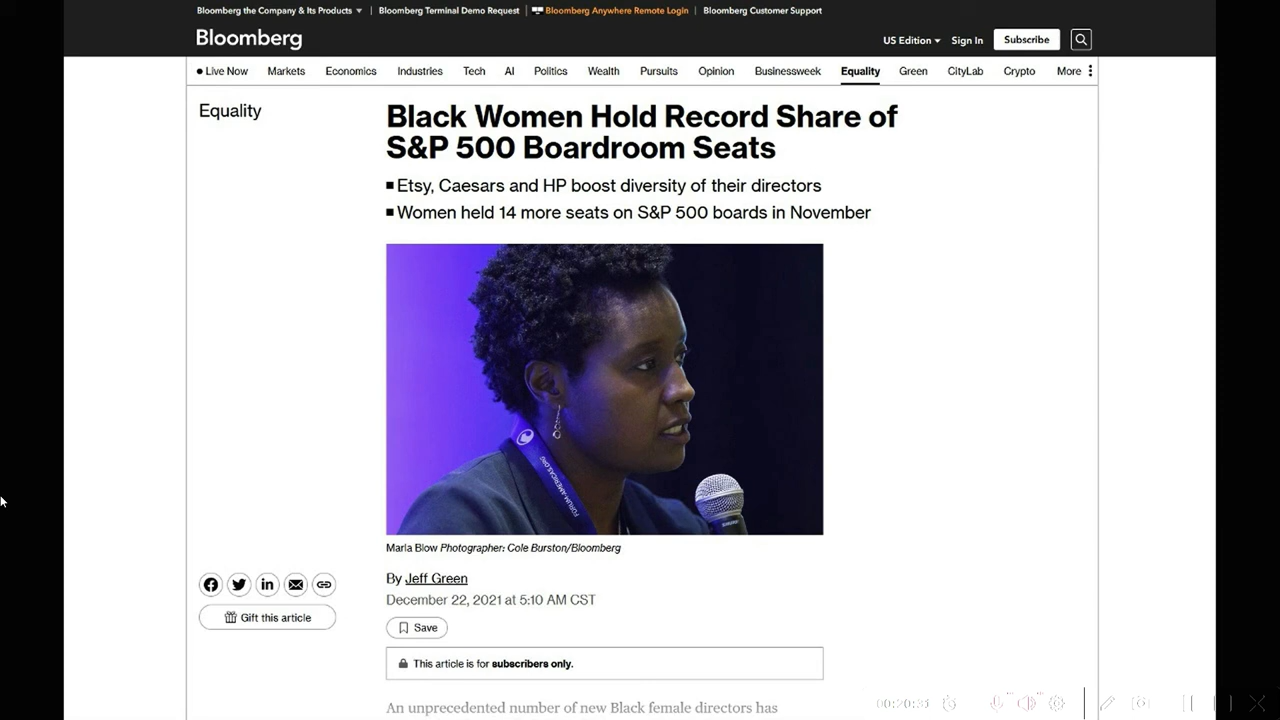 Bloomberg the Company & Its Products
Bloomberg Terminal Demo Request
Bloomberg Anywhere Remote Login
Bloomberg Customer Support
Bloomberg
US Edition
Sign In
Subscribe
Live Now Markets Economics Industries Tech AI Politics Wealth Pursuits Opinion Businessweek Equality Green CityLab Crypto More
Equality
Black Women Hold Record Share of
S&P 500 Boardroom Seats
Etsy, Caesars and HP boost diversity of their directors
Women held 14 more seats on S&P 500 boards in November
FORUM-AMERICAS.ORG
SHURE
Marla Blow Photographer: Cole Burston/Bloomberg
By Jeff Green
December 22, 2021 at 5:10 AM CST
Gift this article
Save
This article is for subscribers only.
An unprecedented number of new Black female directors has